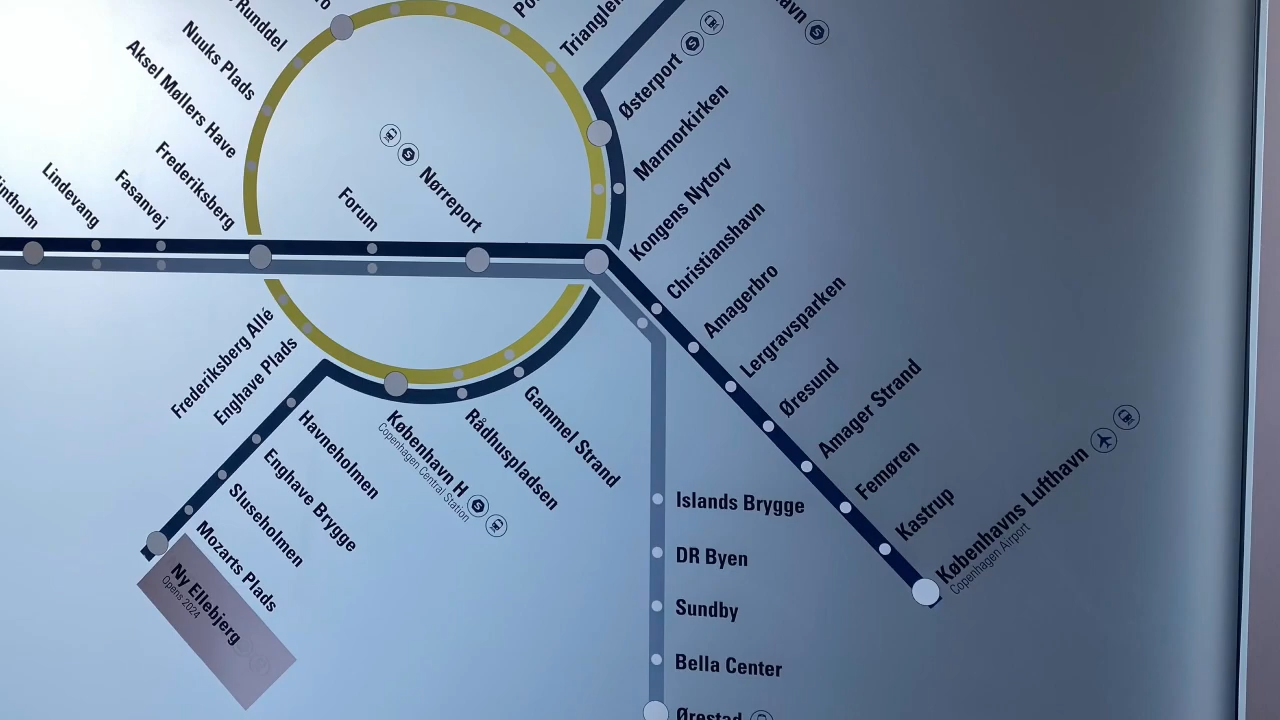 Runddel
Nuuks Plads
Aksel Møllers Have
Frederiksberg
Fasanvej
Lindevang
Forum
Nørreport
Trianglen
Østerport
Marmorkirken
Kongens Nytorv
Christianshavn
Amagerbro
Lergravsparken
Øresund
Amager Strand
Femøren
Kastrup
Københavns Lufthavn
Copenhagen Airport
Frederiksberg Allé
Enghave Plads
København H
Copenhagen Central Station
Rådhuspladsen
Gammel Strand
Havneholmen
Enghave Brygge
Sluseholmen
Mozarts Plads
Ny Ellebjerg
Opens 2024
Islands Brygge
DR Byen
Sundby
Bella Center
Ørestad